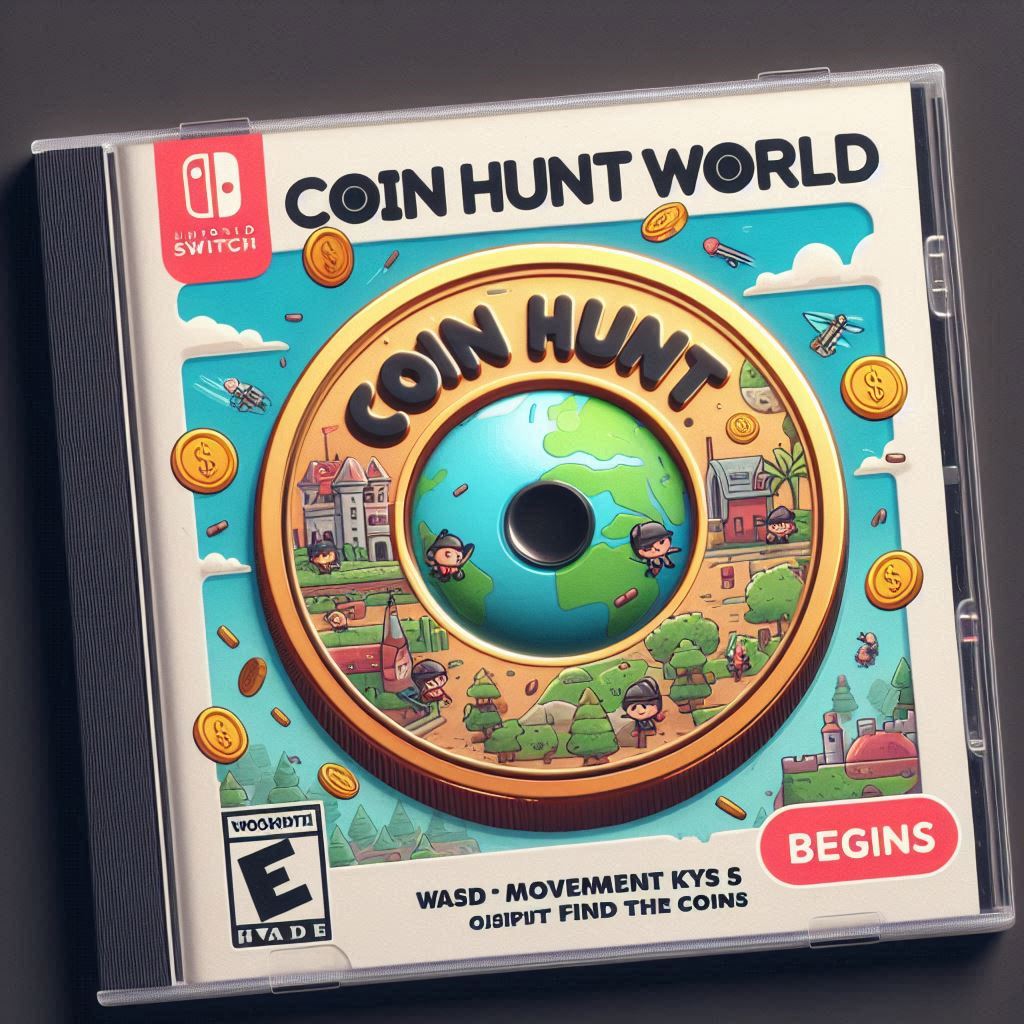 COIN HUNT WORLD
SWITCH
COIN HUNT
E
BEGINS
WASD · MOVEMENT KYS S
FIND THE COINS